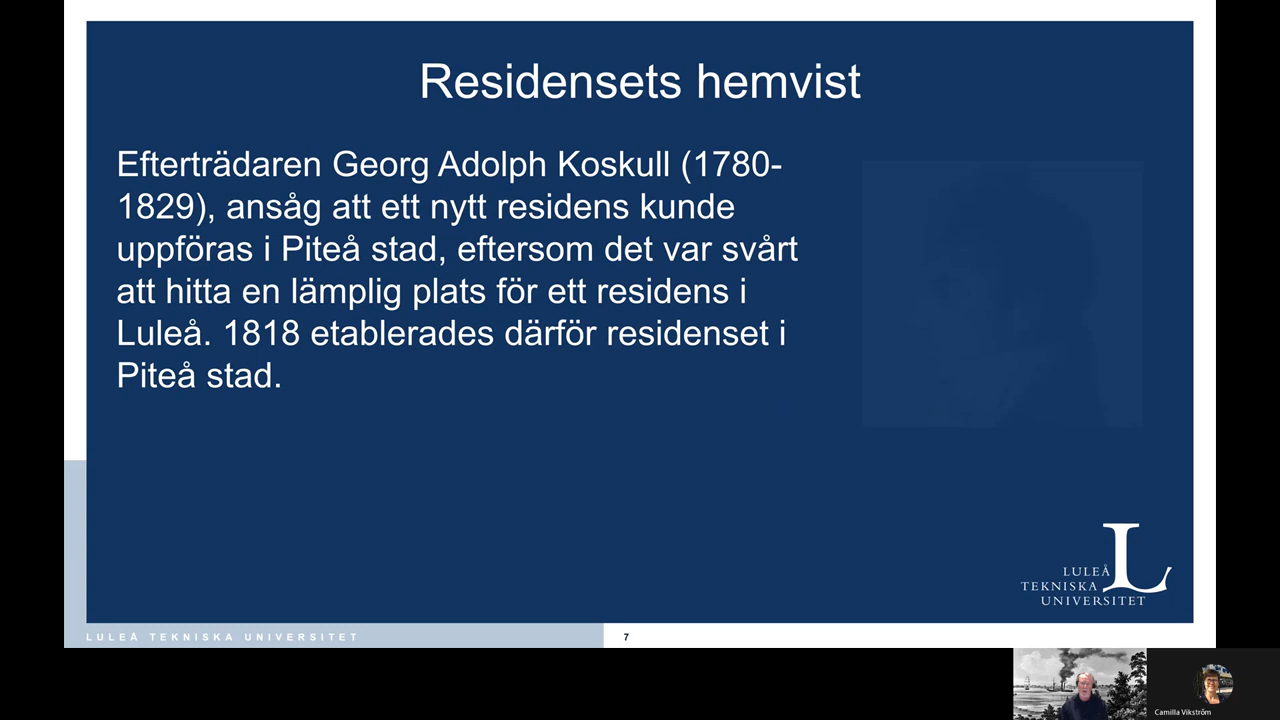 Residensets hemvist
Efterträdaren Georg Adolph Koskull (1780-
1829), ansåg att ett nytt residens kunde
uppföras i Piteå stad, eftersom det var svårt
att hitta en lämplig plats för ett residens i
Luleå. 1818 etablerades därför residenset i
Piteå stad.
LULEÅ
TEKNISKA
UNIVERSITET
L
LULEÅ TEKNISKA UNIVERSITET
7
Camilla Vikström